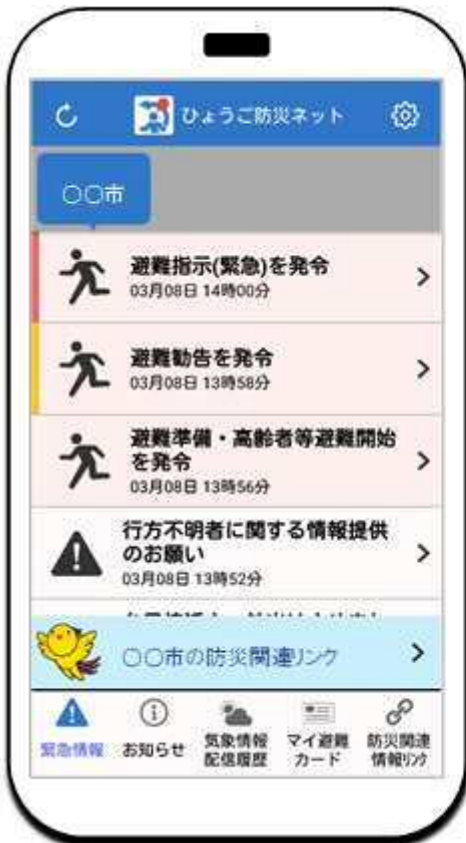 ひょうご防災ネット
○○市
避難指示(緊急)を発令
03月08日 14時00分
避難勧告を発令
03月08日 13時58分
避難準備・高齢者等避難開始
を発令
03月08日 13時56分
行方不明者に関する情報提供
のお願い
03月08日 13時52分
○○市の防災関連リンク
緊急情報
お知らせ
気象情報
配信履歴
マイ避難
カード
防災関連
情報リンク